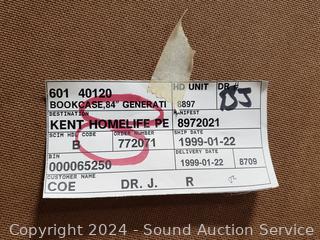 601 40120 HD UNIT DR#
BOOKCASE,84" GENERATI 8897
DESTINATION MANIFEST
KENT HOMELIFE PE 8972021
SCIM HDL CODE ORDER NUMBER SHIP DATE
B 772071 1999-01-22
BIN DELIVERY DATE
000065250 1999-01-22 8709
CUSTOMER NAME
COE DR. J. R
Copyright 2024 - Sound Auction Service